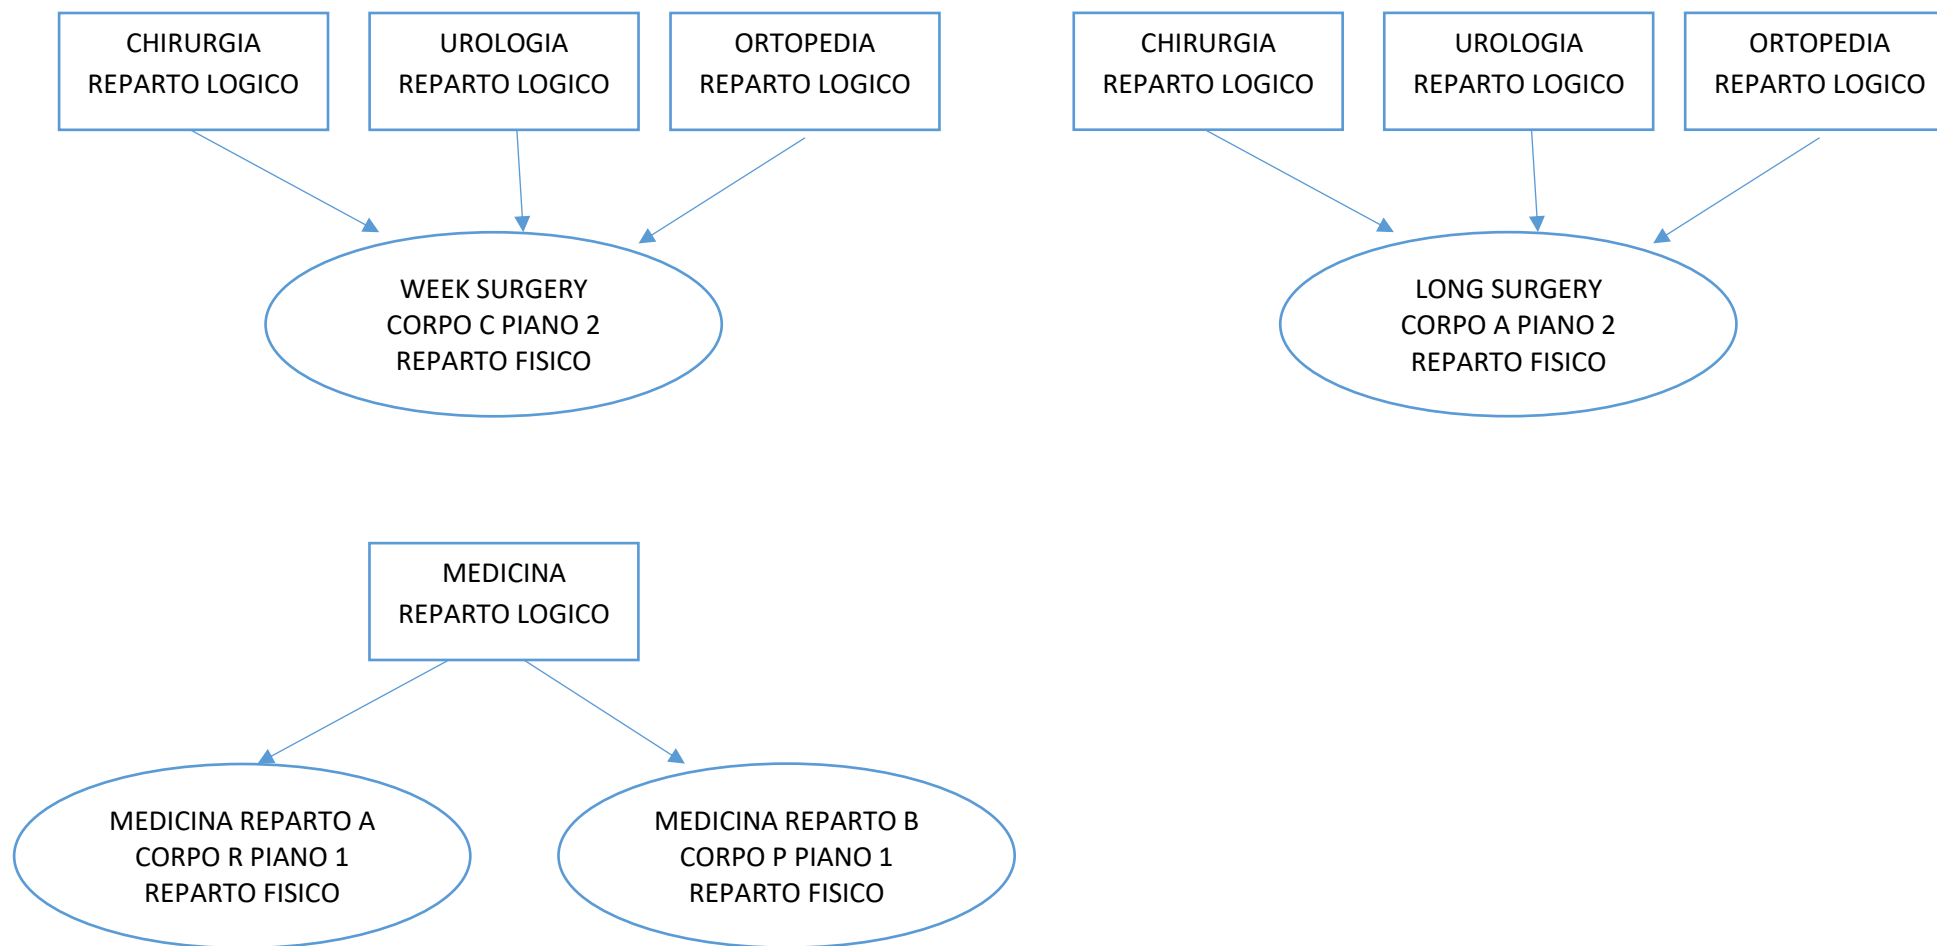 CHIRURGIA
REPARTO LOGICO
UROLOGIA
REPARTO LOGICO
ORTOPEDIA
REPARTO LOGICO
WEEK SURGERY
CORPO C PIANO 2
REPARTO FISICO
CHIRURGIA
REPARTO LOGICO
UROLOGIA
REPARTO LOGICO
ORTOPEDIA
REPARTO LOGICO
LONG SURGERY
CORPO A PIANO 2
REPARTO FISICO
MEDICINA
REPARTO LOGICO
MEDICINA REPARTO A
CORPO R PIANO 1
REPARTO FISICO
MEDICINA REPARTO B
CORPO P PIANO 1
REPARTO FISICO